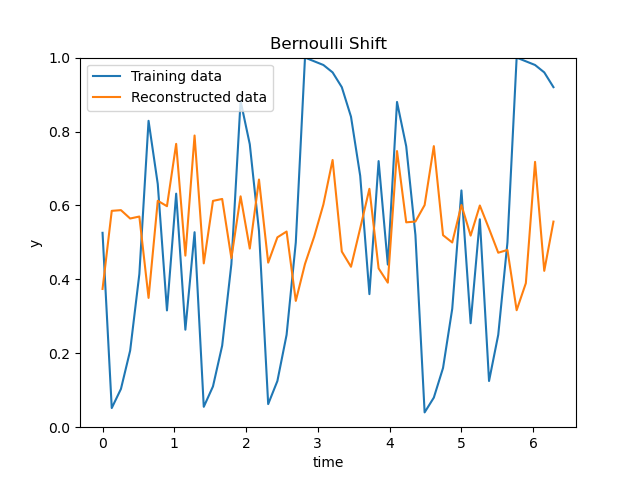 Bernoulli Shift
Training data
Reconstructed data
1.0
0.8
0.6
0.4
0.2
0.0
y
0 1 2 3 4 5 6
time